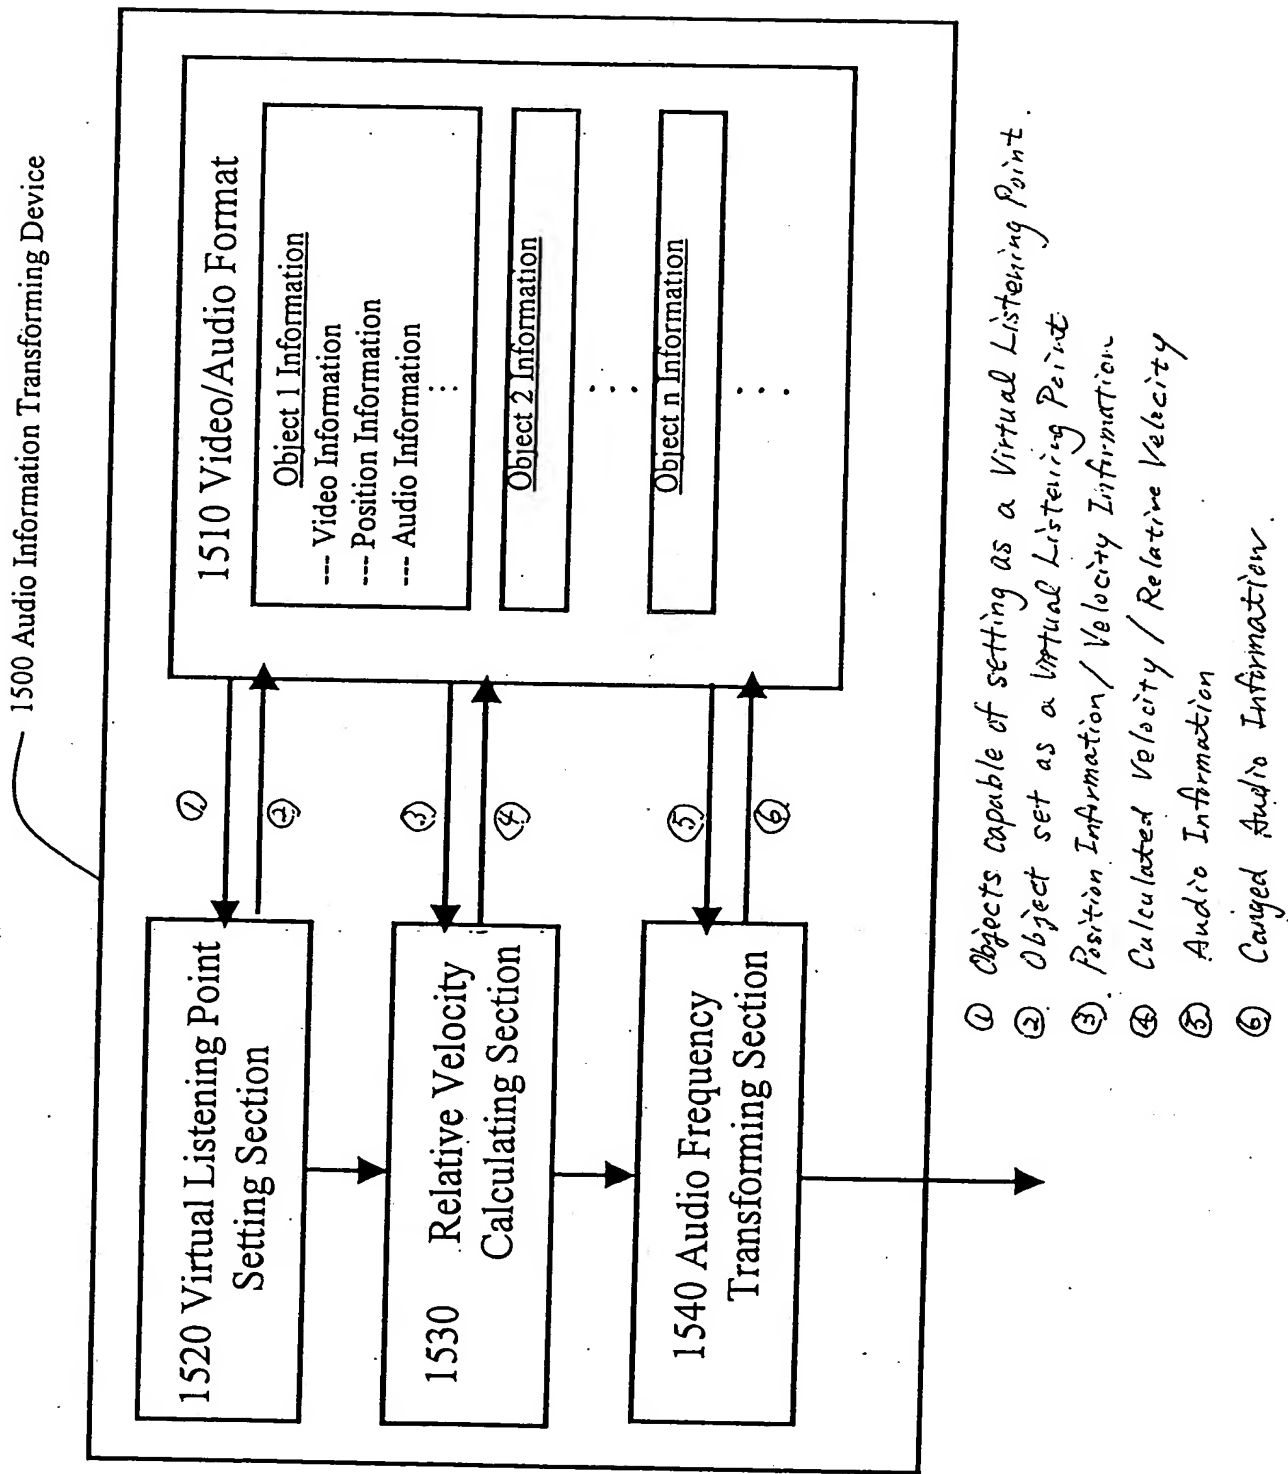 1500 Audio Information Transforming Device
1510 Video/Audio Format
Object 1 Information
--- Video Information
--- Position Information
--- Audio Information
...
Object 2 Information
...
Object n Information
...
1520 Virtual Listening Point
Setting Section
1530 Relative Velocity
Calculating Section
1540 Audio Frequency
Transforming Section
①
②
③
④
⑤
⑥
① Objects capable of setting as a Virtual Listening Point.
② Object set as a Virtual Listening Point
③ Position Information / Velocity Information
④ Calculated Velocity / Relative Velocity
⑤ Audio Information
⑥ Canged Audio Information.